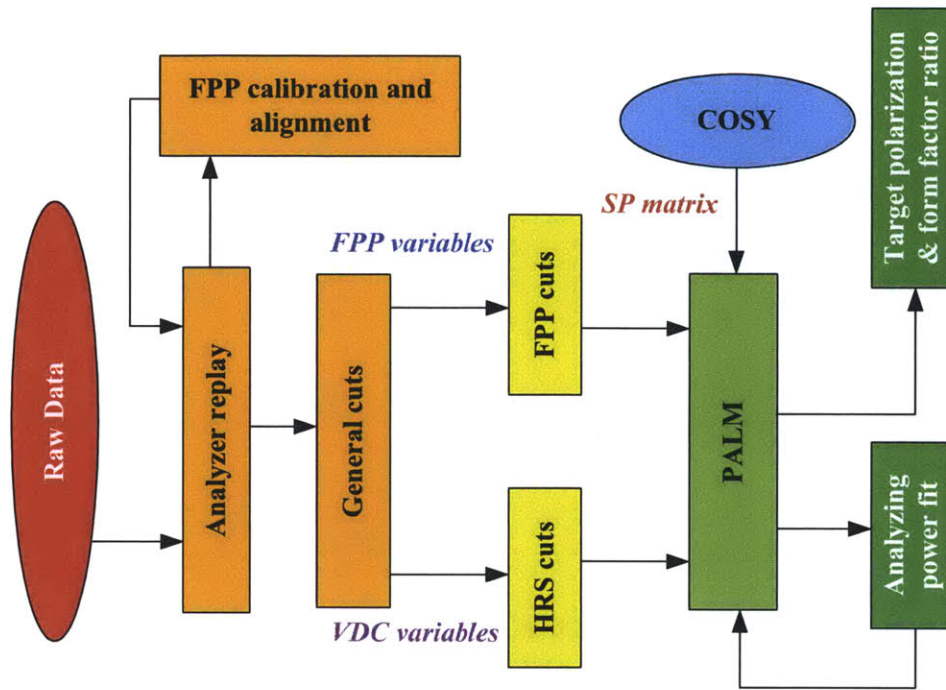 FPP calibration and
alignment
COSY
Target polarization
& form factor ratio
SP matrix
FPP variables
Raw Data
Analyzer replay
General cuts
FPP cuts
PALM
HRS cuts
Analyzing
power fit
VDC variables